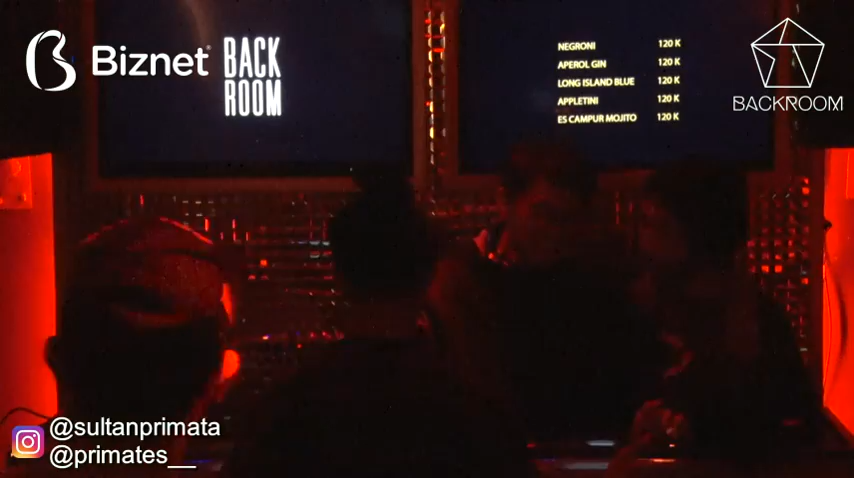 Biznet
BACK
ROOM
NEGRONI 120 K
APEROL GIN 120 K
LONG ISLAND BLUE 120 K
APPLETINI 120 K
ES CAMPUR MOJITO 120 K
BACKROOM
@sultanprimata
@primates__